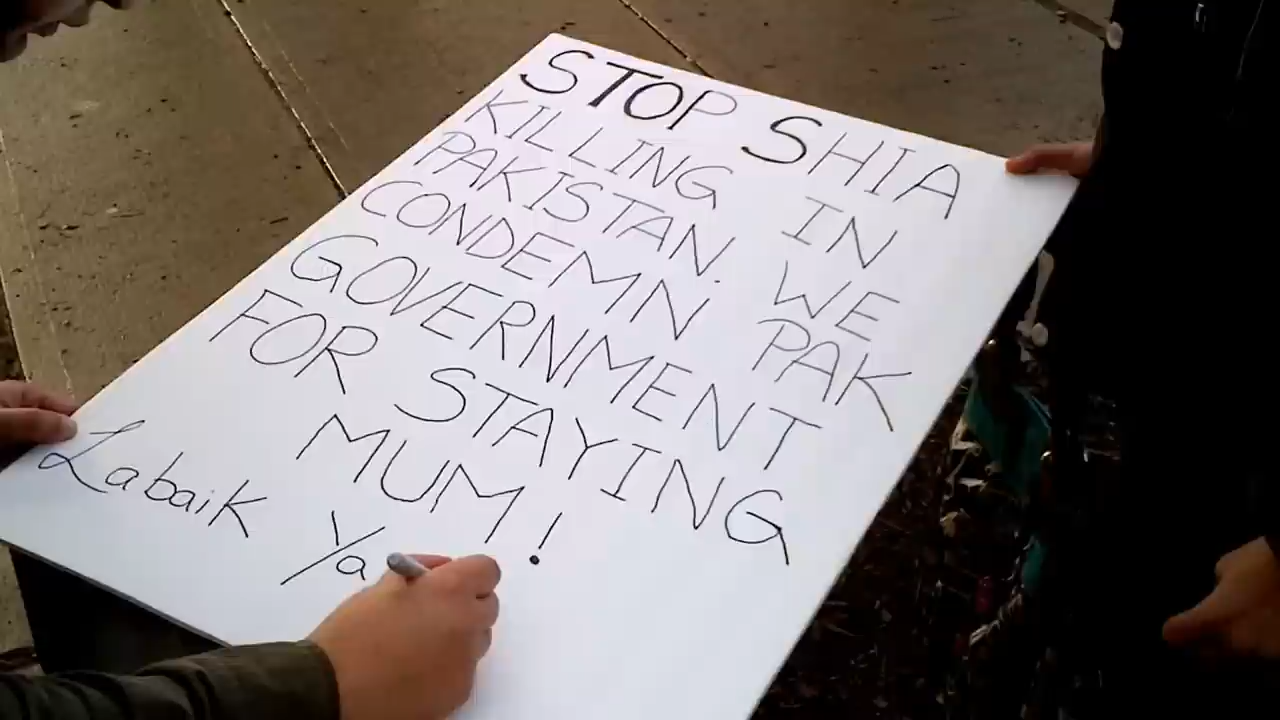 STOP SHIA
KILLING IN
PAKISTAN. WE
CONDEMN PAK
GOVERNMENT
FOR STAYING
MUM!
Labaik Ya